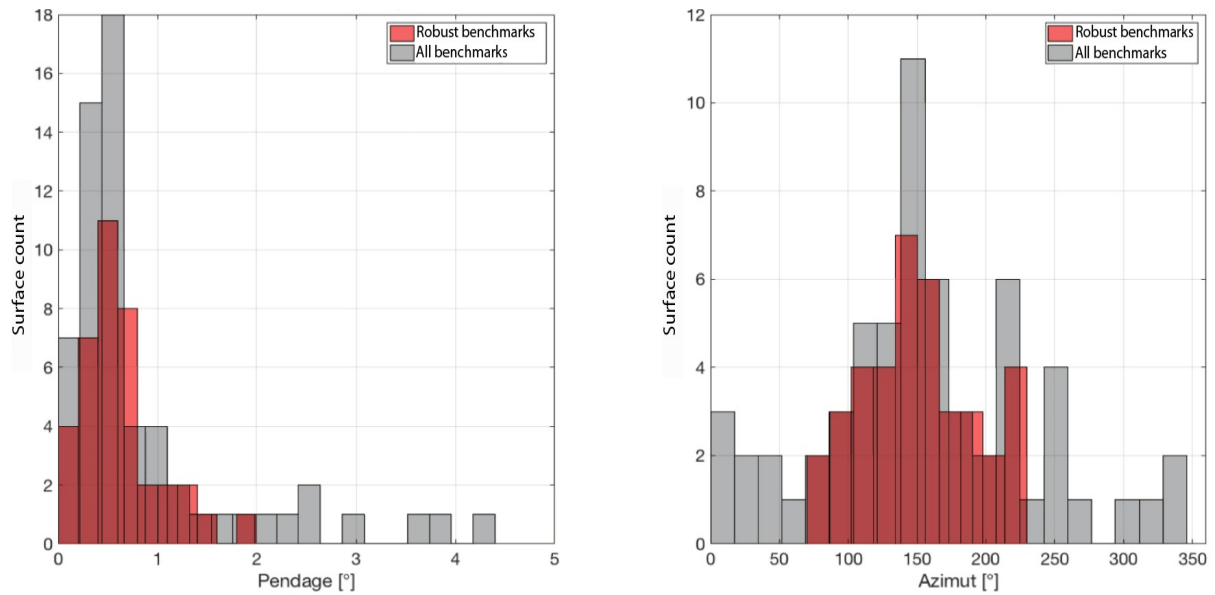 18
16
14
12
10
8
6
4
2
0
Surface count
0 1 2 3 4 5
Pendage [°]
Robust benchmarks
All benchmarks
12
10
8
6
4
2
0
Surface count
0 50 100 150 200 250 300 350
Azimut [°]
Robust benchmarks
All benchmarks